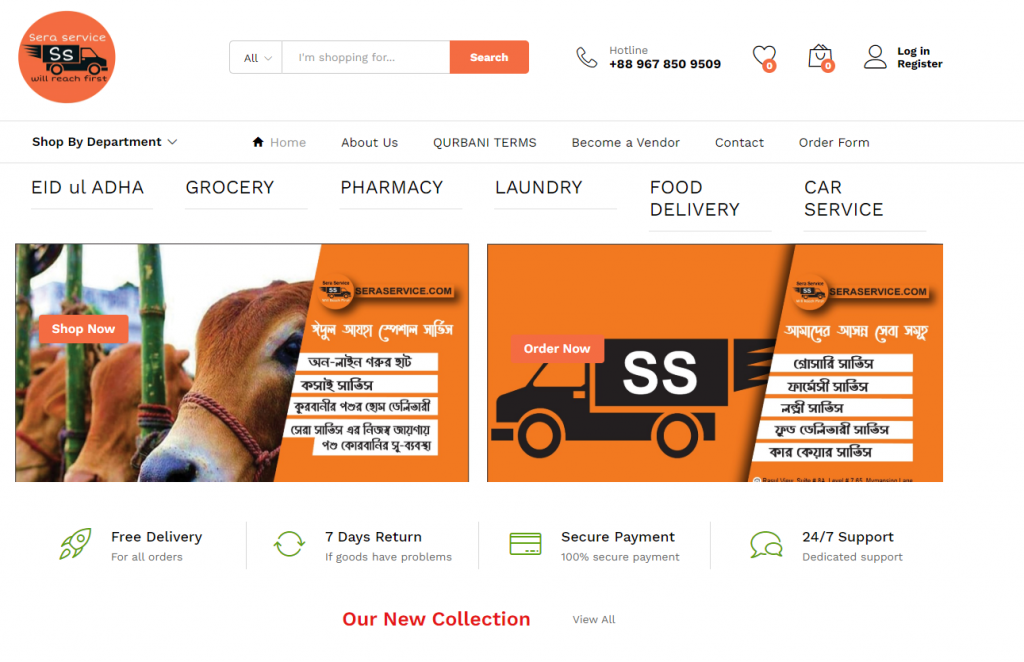 Sera service
SS
will reach first
All
I'm shopping for...
Search
Hotline
+88 967 850 9509
0
0
Log in
Register
Shop By Department
Home
About Us
QURBANI TERMS
Become a Vendor
Contact
Order Form
EID ul ADHA
GROCERY
PHARMACY
LAUNDRY
FOOD
DELIVERY
CAR
SERVICE
SERASERVICE.COM
ঈদুল আযহা স্পেশাল সার্ভিস
Shop Now
অন-লাইন গরুর হাট
কসাই সার্ভিস
কুরবানীর পশুর হোম ডেলিভারী
সেরা সার্ভিস এর নিজস্ব জায়গায়
পশু কোরবানির সু-ব্যবস্থা
SERASERVICE.COM
আমাদের আসন্ন সেবা সমূহ
Order Now
SS
গ্রোসারি সার্ভিস
ফার্মেসী সার্ভিস
লন্ড্রী সার্ভিস
ফুড ডেলিভারী সার্ভিস
কার কেয়ার সার্ভিস
Free Delivery
For all orders
7 Days Return
If goods have problems
Secure Payment
100% secure payment
24/7 Support
Dedicated support
Our New Collection
View All